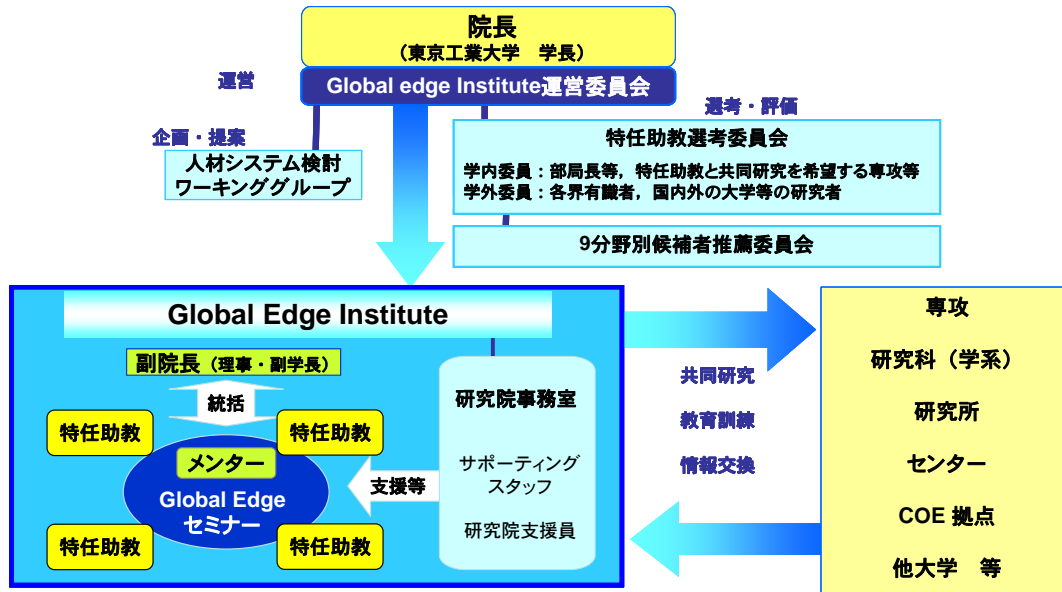 院長
(東京工業大学　学長)
運営
Global edge Institute運営委員会
選考・評価
企画・提案
人材システム検討
ワーキンググループ
特任助教選考委員会
学内委員：部局長等，特任助教と共同研究を希望する専攻等
学外委員：各界有識者，国内外の大学等の研究者
9分野別候補者推薦委員会
Global Edge Institute
副院長（理事・副学長）
統括
特任助教
特任助教
メンター
Global Edge
セミナー
特任助教
特任助教
支援等
研究院事務室
サポーティング
スタッフ
研究院支援員
共同研究
教育訓練
情報交換
専攻
研究科（学系）
研究所
センター
COE 拠点
他大学　等